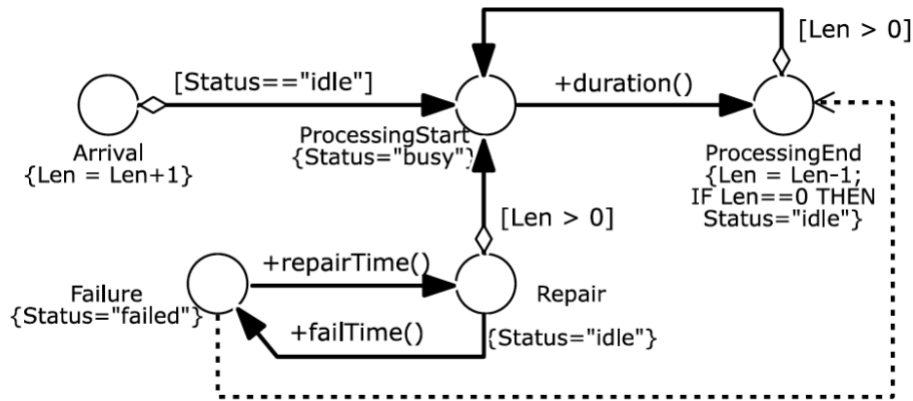 [Len > 0]
[Status=="idle"]
+duration()
Arrival
{Len = Len+1}
ProcessingStart
{Status="busy"}
ProcessingEnd
{Len = Len-1;
IF Len==0 THEN
Status="idle"}
[Len > 0]
+repairTime()
Failure
{Status="failed"}
Repair
+failTime()
{Status="idle"}